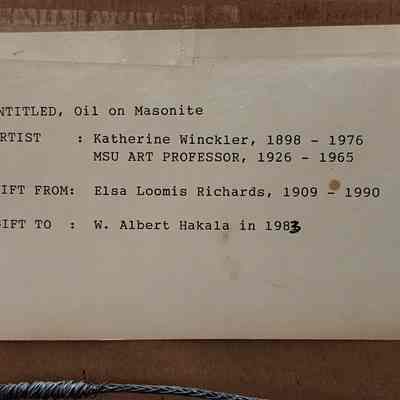 NTITLED, Oil on Masonite
RTIST : Katherine Winckler, 1898 - 1976
MSU ART PROFESSOR, 1926 - 1965
IFT FROM: Elsa Loomis Richards, 1909 - 1990
IFT TO : W. Albert Hakala in 1983